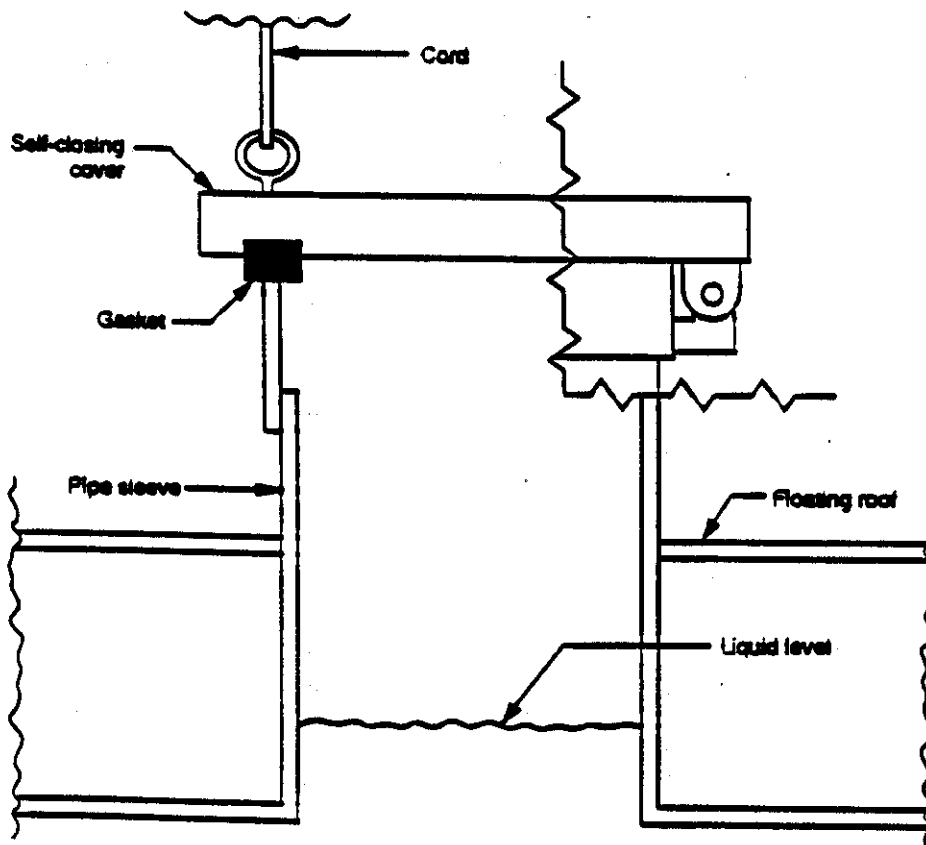 Cord
Self-closing
cover
Gasket
Pipe sleeve
Floating roof
Liquid level